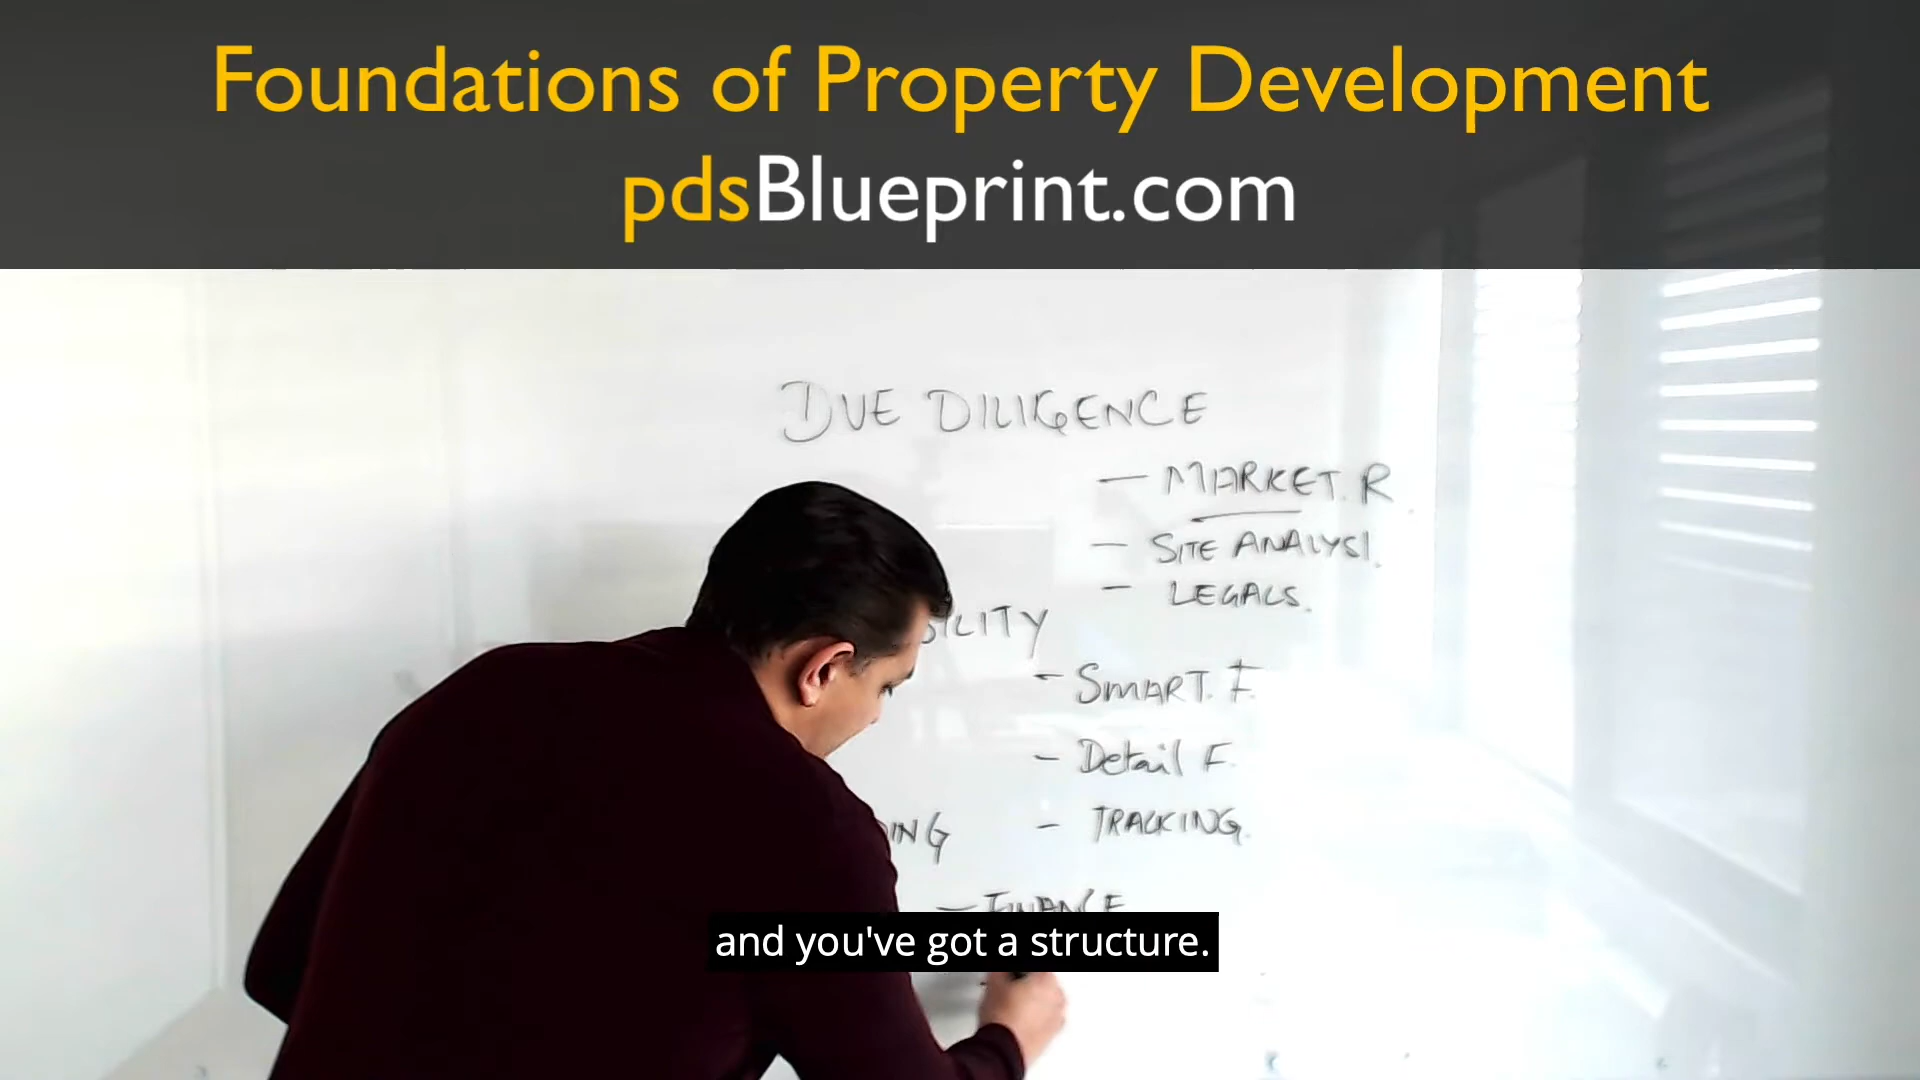 Foundations of Property Development
pdsBlueprint.com
DUE DILIGENCE
— MARKET. R
— SITE ANALYSI.
— LEGALS.
ILITY
- SMART. F.
- Detail F.
- TRACKING.
ING
— FINANCE
and you've got a structure.